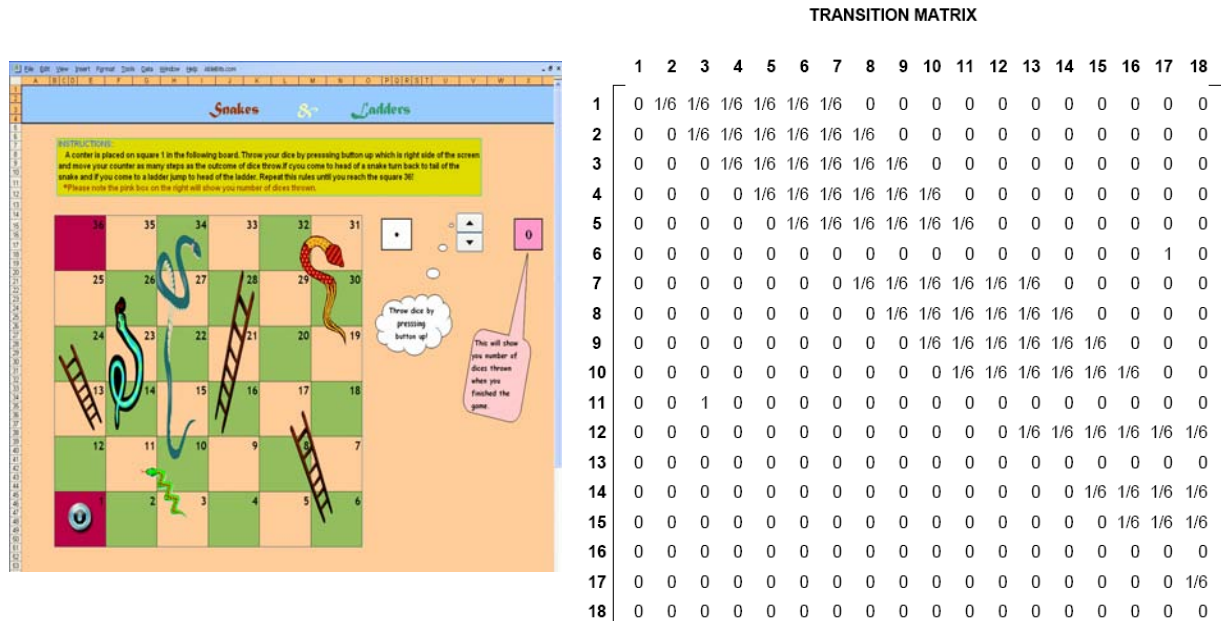 TRANSITION MATRIX
File Edit View Insert Format Tools Data Window Help
Snakes & Ladders
INSTRUCTIONS:
A conter is placed on square 1 in the following board. Throw your dice by presssing button up which is right side of the screen
and move your counter as many steps as the outcome of dice throw.If cyou come to head of a snake turn back to tail of the
snake and if you come to a ladder jump to head of the ladder. Repeat this rules until you reach the square 36!
*Please note the pink box on the right will show you number of dices thrown.
36 35 34 33 32 31
25 26 27 28 29 30
24 23 22 21 20 19
13 14 15 16 17 18
12 11 10 9 8 7
1 2 3 4 5 6
0
Throw dice by
presssing
button up!
This will show
you number of
dices thrown
when you
finished the
game.
1 2 3 4 5 6 7 8 9 10 11 12 13 14 15 16 17 18
1 0 1/6 1/6 1/6 1/6 1/6 1/6 0 0 0 0 0 0 0 0 0 0 0
2 0 0 1/6 1/6 1/6 1/6 1/6 1/6 0 0 0 0 0 0 0 0 0 0
3 0 0 0 1/6 1/6 1/6 1/6 1/6 1/6 0 0 0 0 0 0 0 0 0
4 0 0 0 0 1/6 1/6 1/6 1/6 1/6 1/6 0 0 0 0 0 0 0 0
5 0 0 0 0 0 1/6 1/6 1/6 1/6 1/6 1/6 0 0 0 0 0 0 0
6 0 0 0 0 0 0 0 0 0 0 0 0 0 0 0 0 1 0
7 0 0 0 0 0 0 0 1/6 1/6 1/6 1/6 1/6 1/6 0 0 0 0 0
8 0 0 0 0 0 0 0 0 1/6 1/6 1/6 1/6 1/6 1/6 0 0 0 0
9 0 0 0 0 0 0 0 0 0 1/6 1/6 1/6 1/6 1/6 1/6 0 0 0
10 0 0 0 0 0 0 0 0 0 0 1/6 1/6 1/6 1/6 1/6 1/6 0 0
11 0 0 1 0 0 0 0 0 0 0 0 0 0 0 0 0 0 0
12 0 0 0 0 0 0 0 0 0 0 0 0 1/6 1/6 1/6 1/6 1/6 1/6
13 0 0 0 0 0 0 0 0 0 0 0 0 0 0 0 0 0 0
14 0 0 0 0 0 0 0 0 0 0 0 0 0 0 1/6 1/6 1/6 1/6
15 0 0 0 0 0 0 0 0 0 0 0 0 0 0 0 1/6 1/6 1/6
16 0 0 0 0 0 0 0 0 0 0 0 0 0 0 0 0 0 0
17 0 0 0 0 0 0 0 0 0 0 0 0 0 0 0 0 0 1/6
18 0 0 0 0 0 0 0 0 0 0 0 0 0 0 0 0 0 0